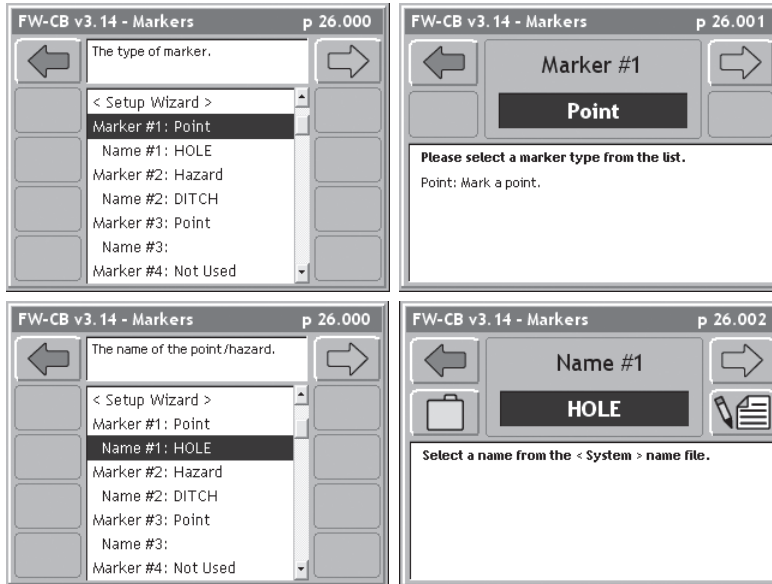 FW-CB v3.14 - Markers p 26.000
The type of marker.
< Setup Wizard >
Marker #1: Point
Name #1: HOLE
Marker #2: Hazard
Name #2: DITCH
Marker #3: Point
Name #3:
Marker #4: Not Used
FW-CB v3.14 - Markers p 26.001
Marker #1
Point
Please select a marker type from the list.
Point: Mark a point.
FW-CB v3.14 - Markers p 26.000
The name of the point/hazard.
< Setup Wizard >
Marker #1: Point
Name #1: HOLE
Marker #2: Hazard
Name #2: DITCH
Marker #3: Point
Name #3:
Marker #4: Not Used
FW-CB v3.14 - Markers p 26.002
Name #1
HOLE
Select a name from the < System > name file.